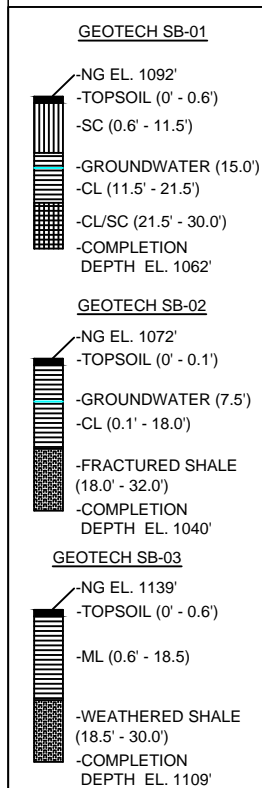 GEOTECH SB-01
-NG EL. 1092'
-TOPSOIL (0' - 0.6')
-SC (0.6' - 11.5')
-GROUNDWATER (15.0')
-CL (11.5' - 21.5')
-CL/SC (21.5' - 30.0')
-COMPLETION
DEPTH EL. 1062'
GEOTECH SB-02
-NG EL. 1072'
-TOPSOIL (0' - 0.1')
-GROUNDWATER (7.5')
-CL (0.1' - 18.0')
-FRACTURED SHALE
(18.0' - 32.0')
-COMPLETION
DEPTH EL. 1040'
GEOTECH SB-03
-NG EL. 1139'
-TOPSOIL (0' - 0.6')
-ML (0.6' - 18.5)
-WEATHERED SHALE
(18.5' - 30.0')
-COMPLETION
DEPTH EL. 1109'